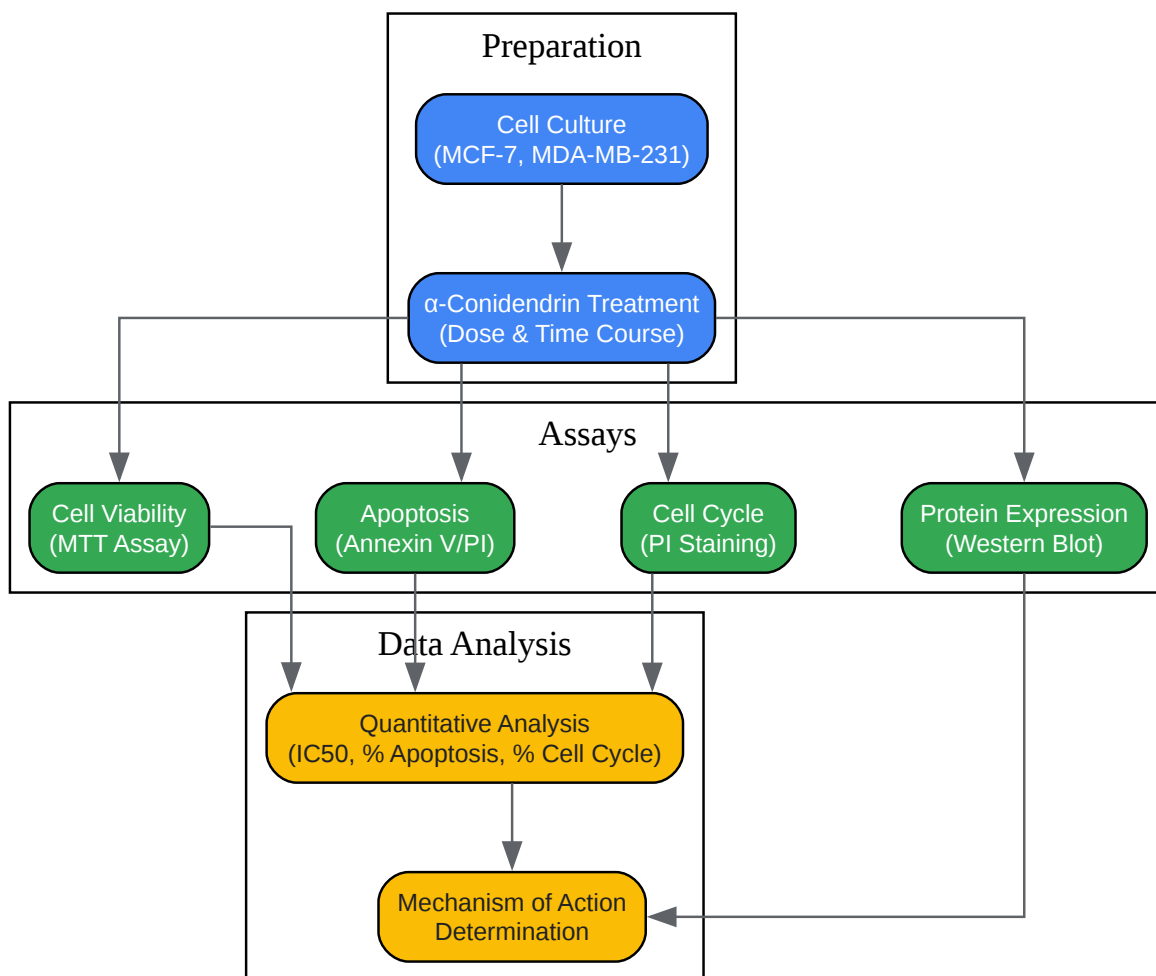 Preparation
Cell Culture
(MCF-7, MDA-MB-231)
α-Conidendrin Treatment
(Dose & Time Course)
Assays
Cell Viability
(MTT Assay)
Apoptosis
(Annexin V/PI)
Cell Cycle
(PI Staining)
Protein Expression
(Western Blot)
Data Analysis
Quantitative Analysis
(IC50, % Apoptosis, % Cell Cycle)
Mechanism of Action
Determination